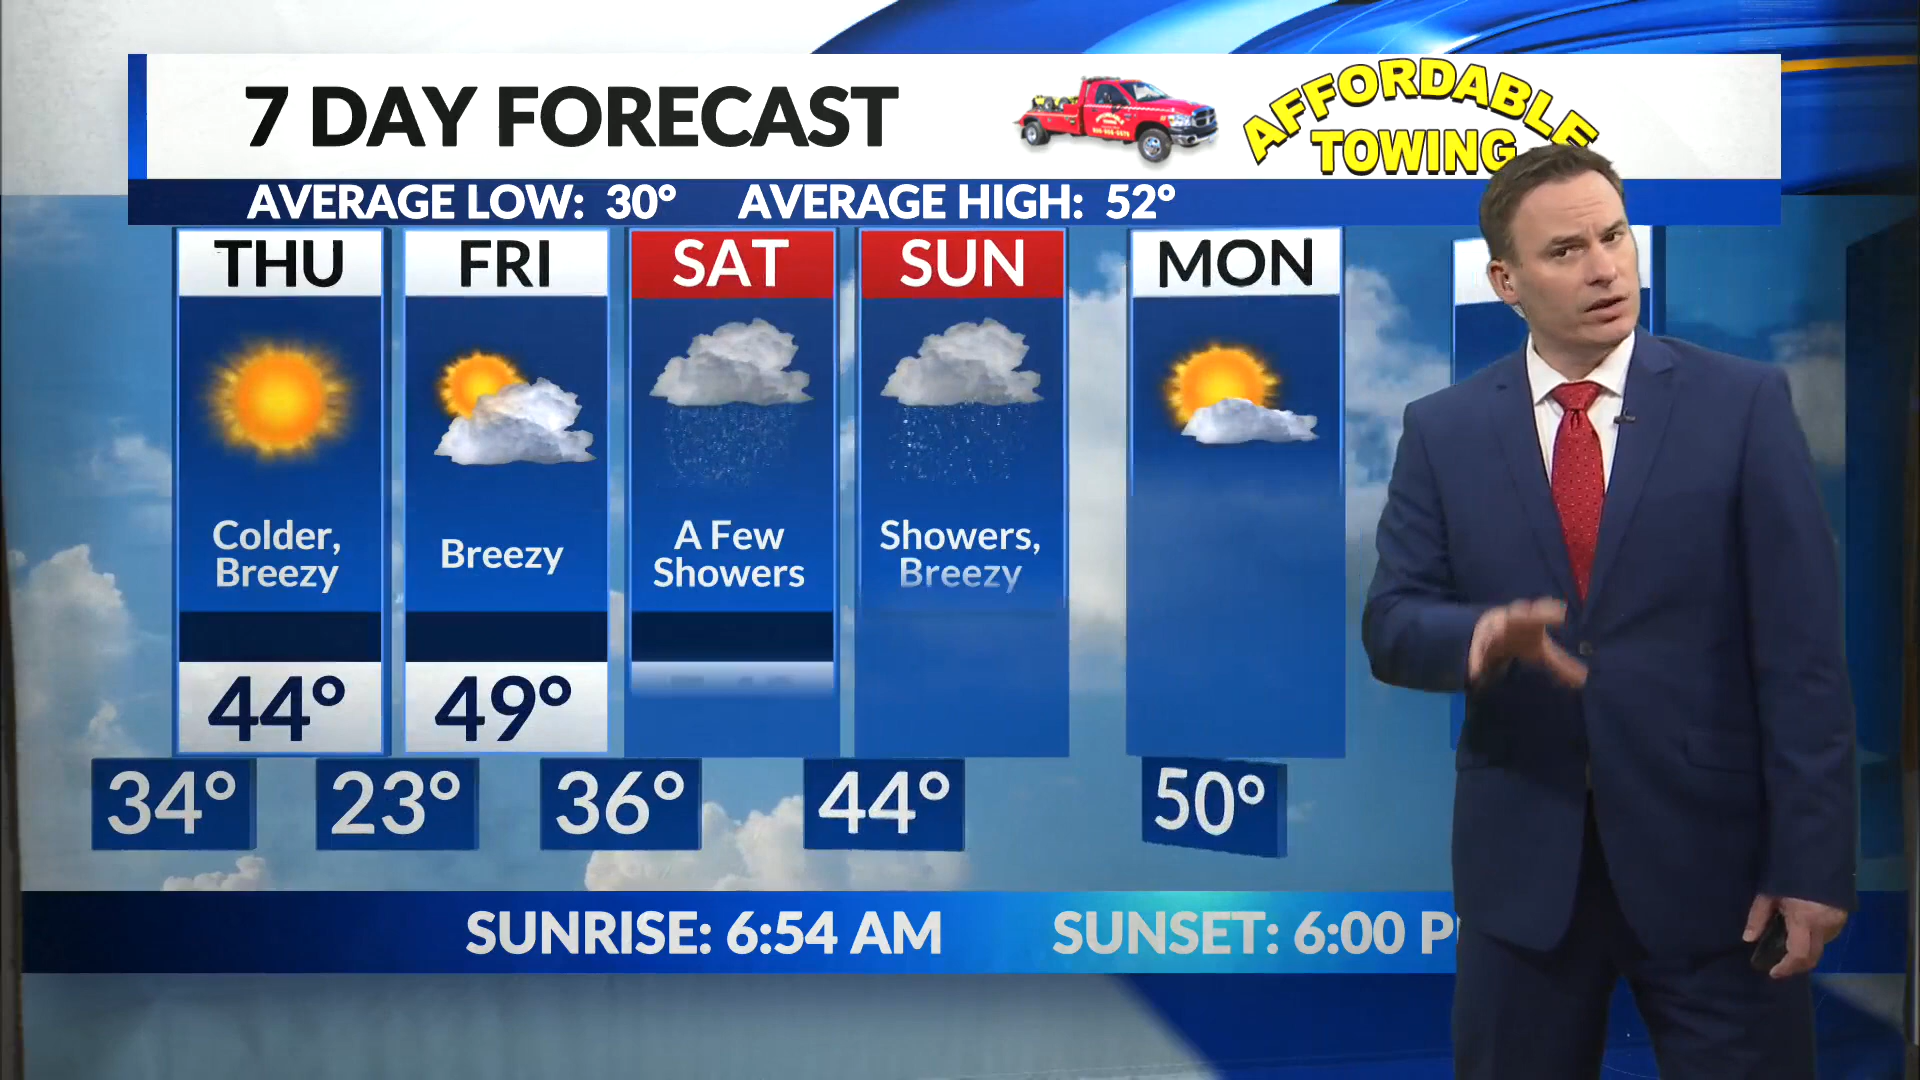 7 DAY FORECAST
AFFORDABLE
TOWING
AVERAGE LOW: 30° AVERAGE HIGH: 52°
THU
FRI
SAT
SUN
MON
Colder,
Breezy
Breezy
A Few
Showers
Showers,
Breezy
44°
49°
34°
23°
36°
44°
50°
SUNRISE: 6:54 AM
SUNSET: 6:00 P